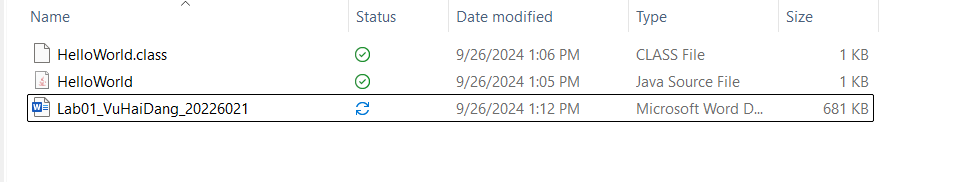 Name Status Date modified Type Size
HelloWorld.class 9/26/2024 1:06 PM CLASS File 1 KB
HelloWorld 9/26/2024 1:05 PM Java Source File 1 KB
Lab01_VuHaiDang_20226021 9/26/2024 1:12 PM Microsoft Word D... 681 KB